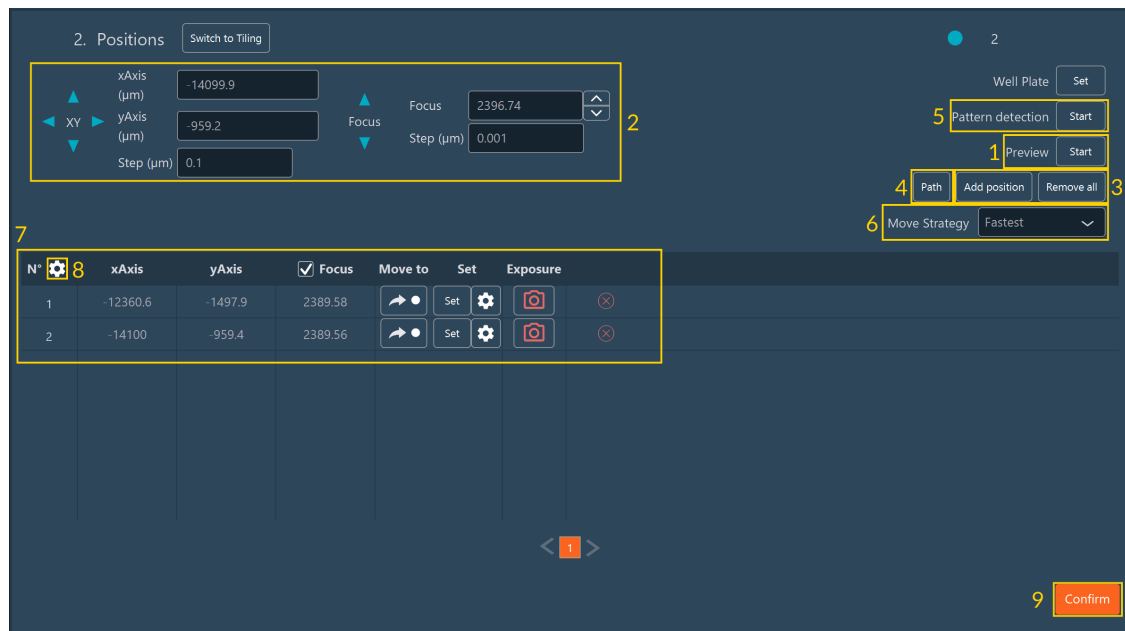 2. Positions Switch to Tiling 2
xAxis (µm) -14099.9
yAxis (µm) -959.2
Step (µm) 0.1
XY
Focus
Focus 2396.74
Step (µm) 0.001
2
Well Plate Set
5 Pattern detection Start
1 Preview Start
4 Path Add position Remove all 3
6 Move Strategy Fastest
7
N° 8 xAxis yAxis Focus Move to Set Exposure
1 -12360.6 -1497.9 2389.58 Set
2 -14100 -959.4 2389.56 Set
1
9 Confirm